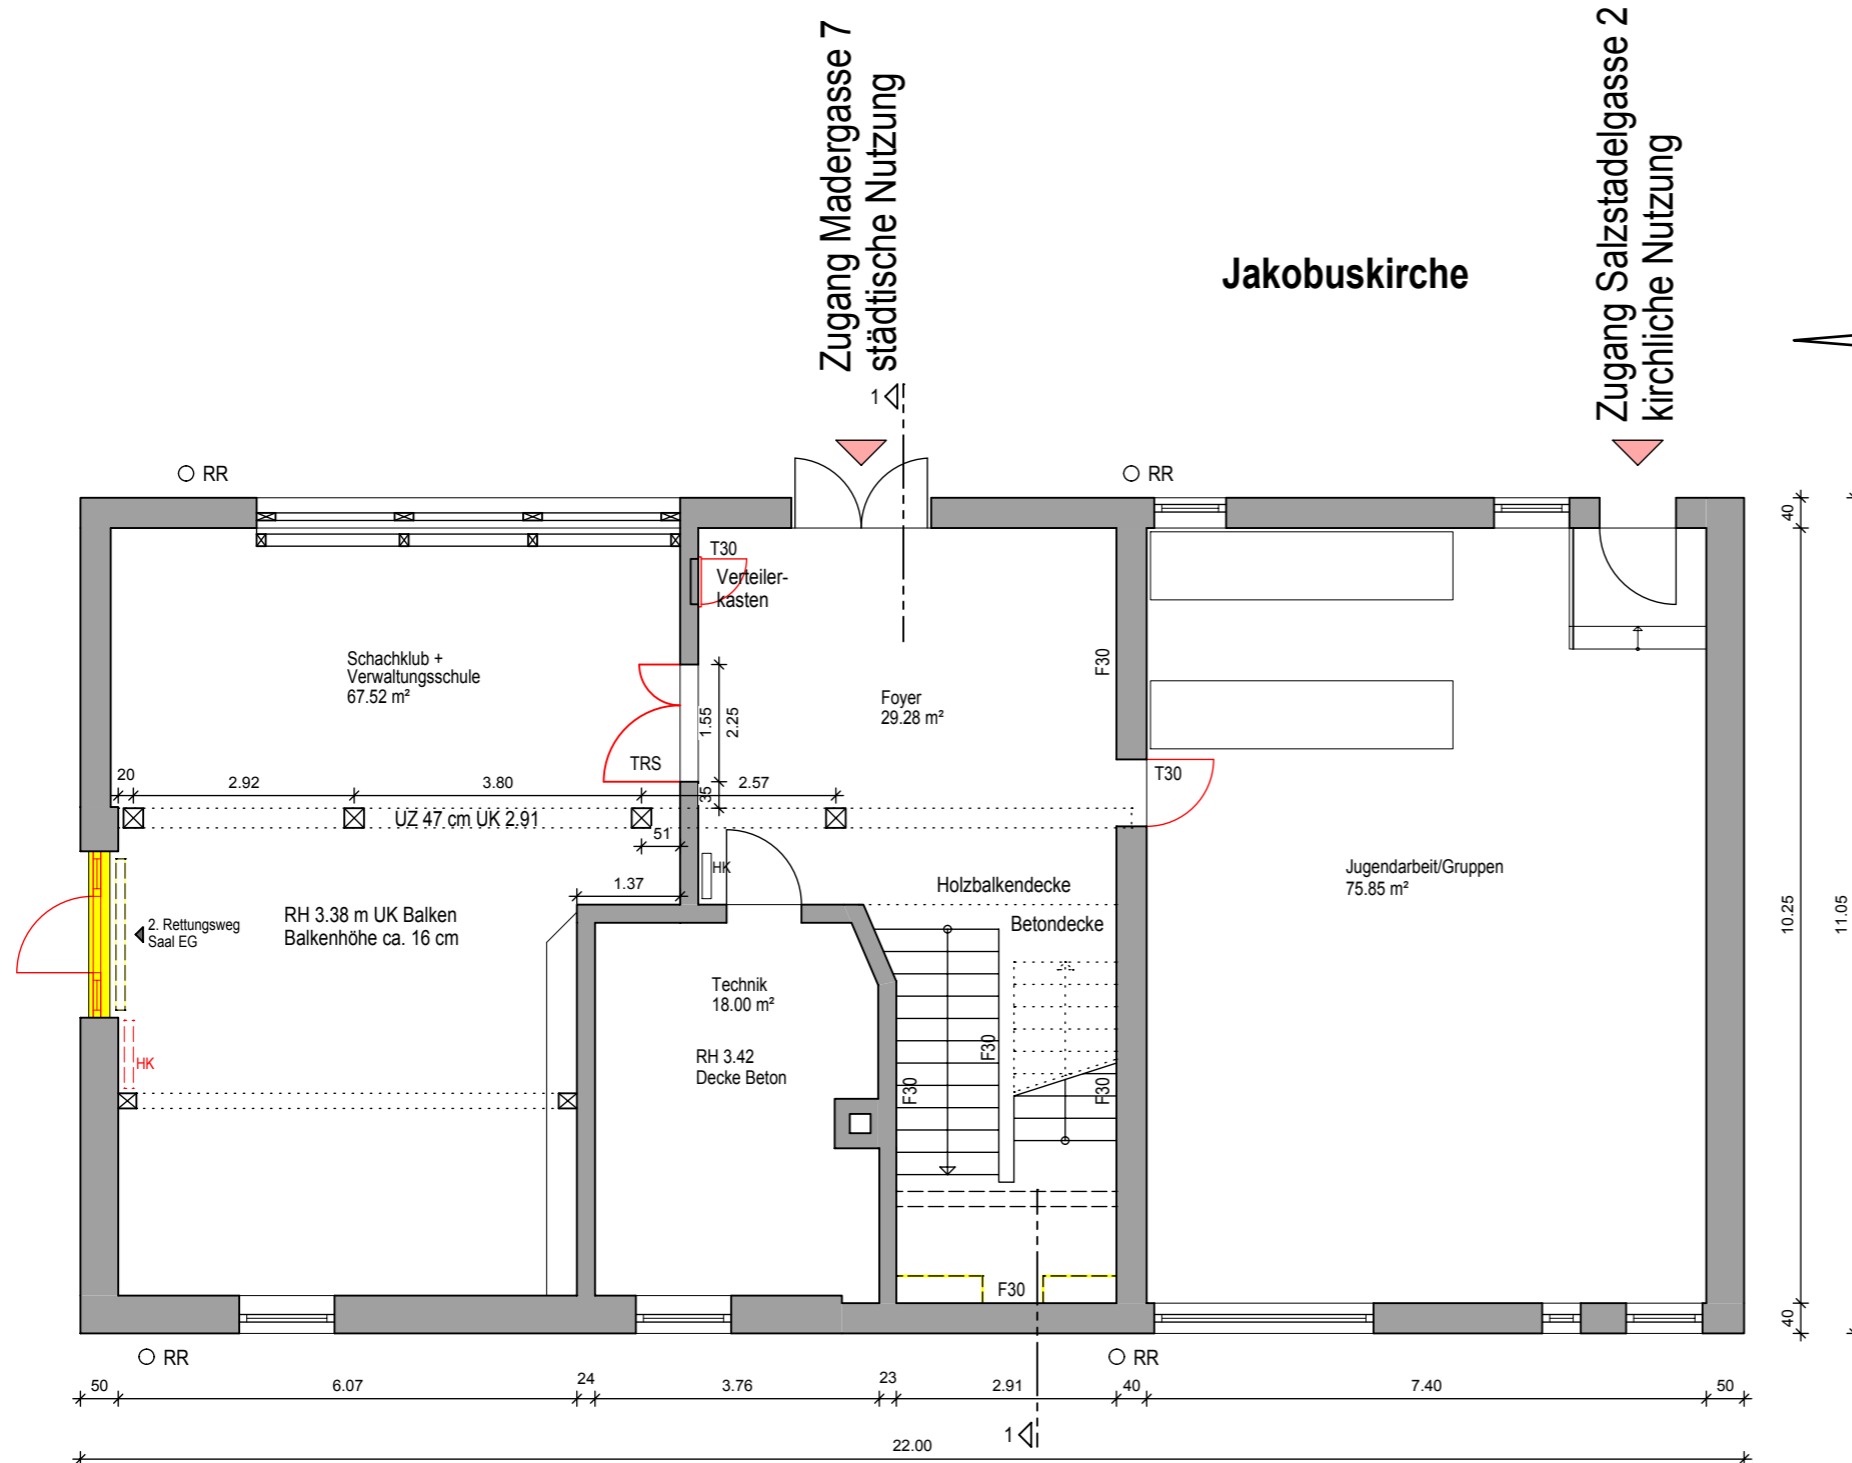 Zugang Madergasse 7
städtische Nutzung
Zugang Salzstadelgasse 2
kirchliche Nutzung
Jakobuskirche
1
RR
RR
T30
Verteiler-
kasten
40
Schachklub +
Verwaltungsschule
67.52 m²
F30
Foyer
29.28 m²
1.55
2.25
TRS
T30
20
2.92
3.80
2.57
35
UZ 47 cm UK 2.91
51
HK
Jugendarbeit/Gruppen
75.85 m²
1.37
Holzbalkendecke
Betondecke
RH 3.38 m UK Balken
Balkenhöhe ca. 16 cm
2. Rettungsweg
Saal EG
10.25
11.05
Technik
18.00 m²
RH 3.42
Decke Beton
HK
F30
F30
F30
F30
40
RR
RR
50
6.07
24
3.76
23
2.91
40
7.40
50
1
22.00